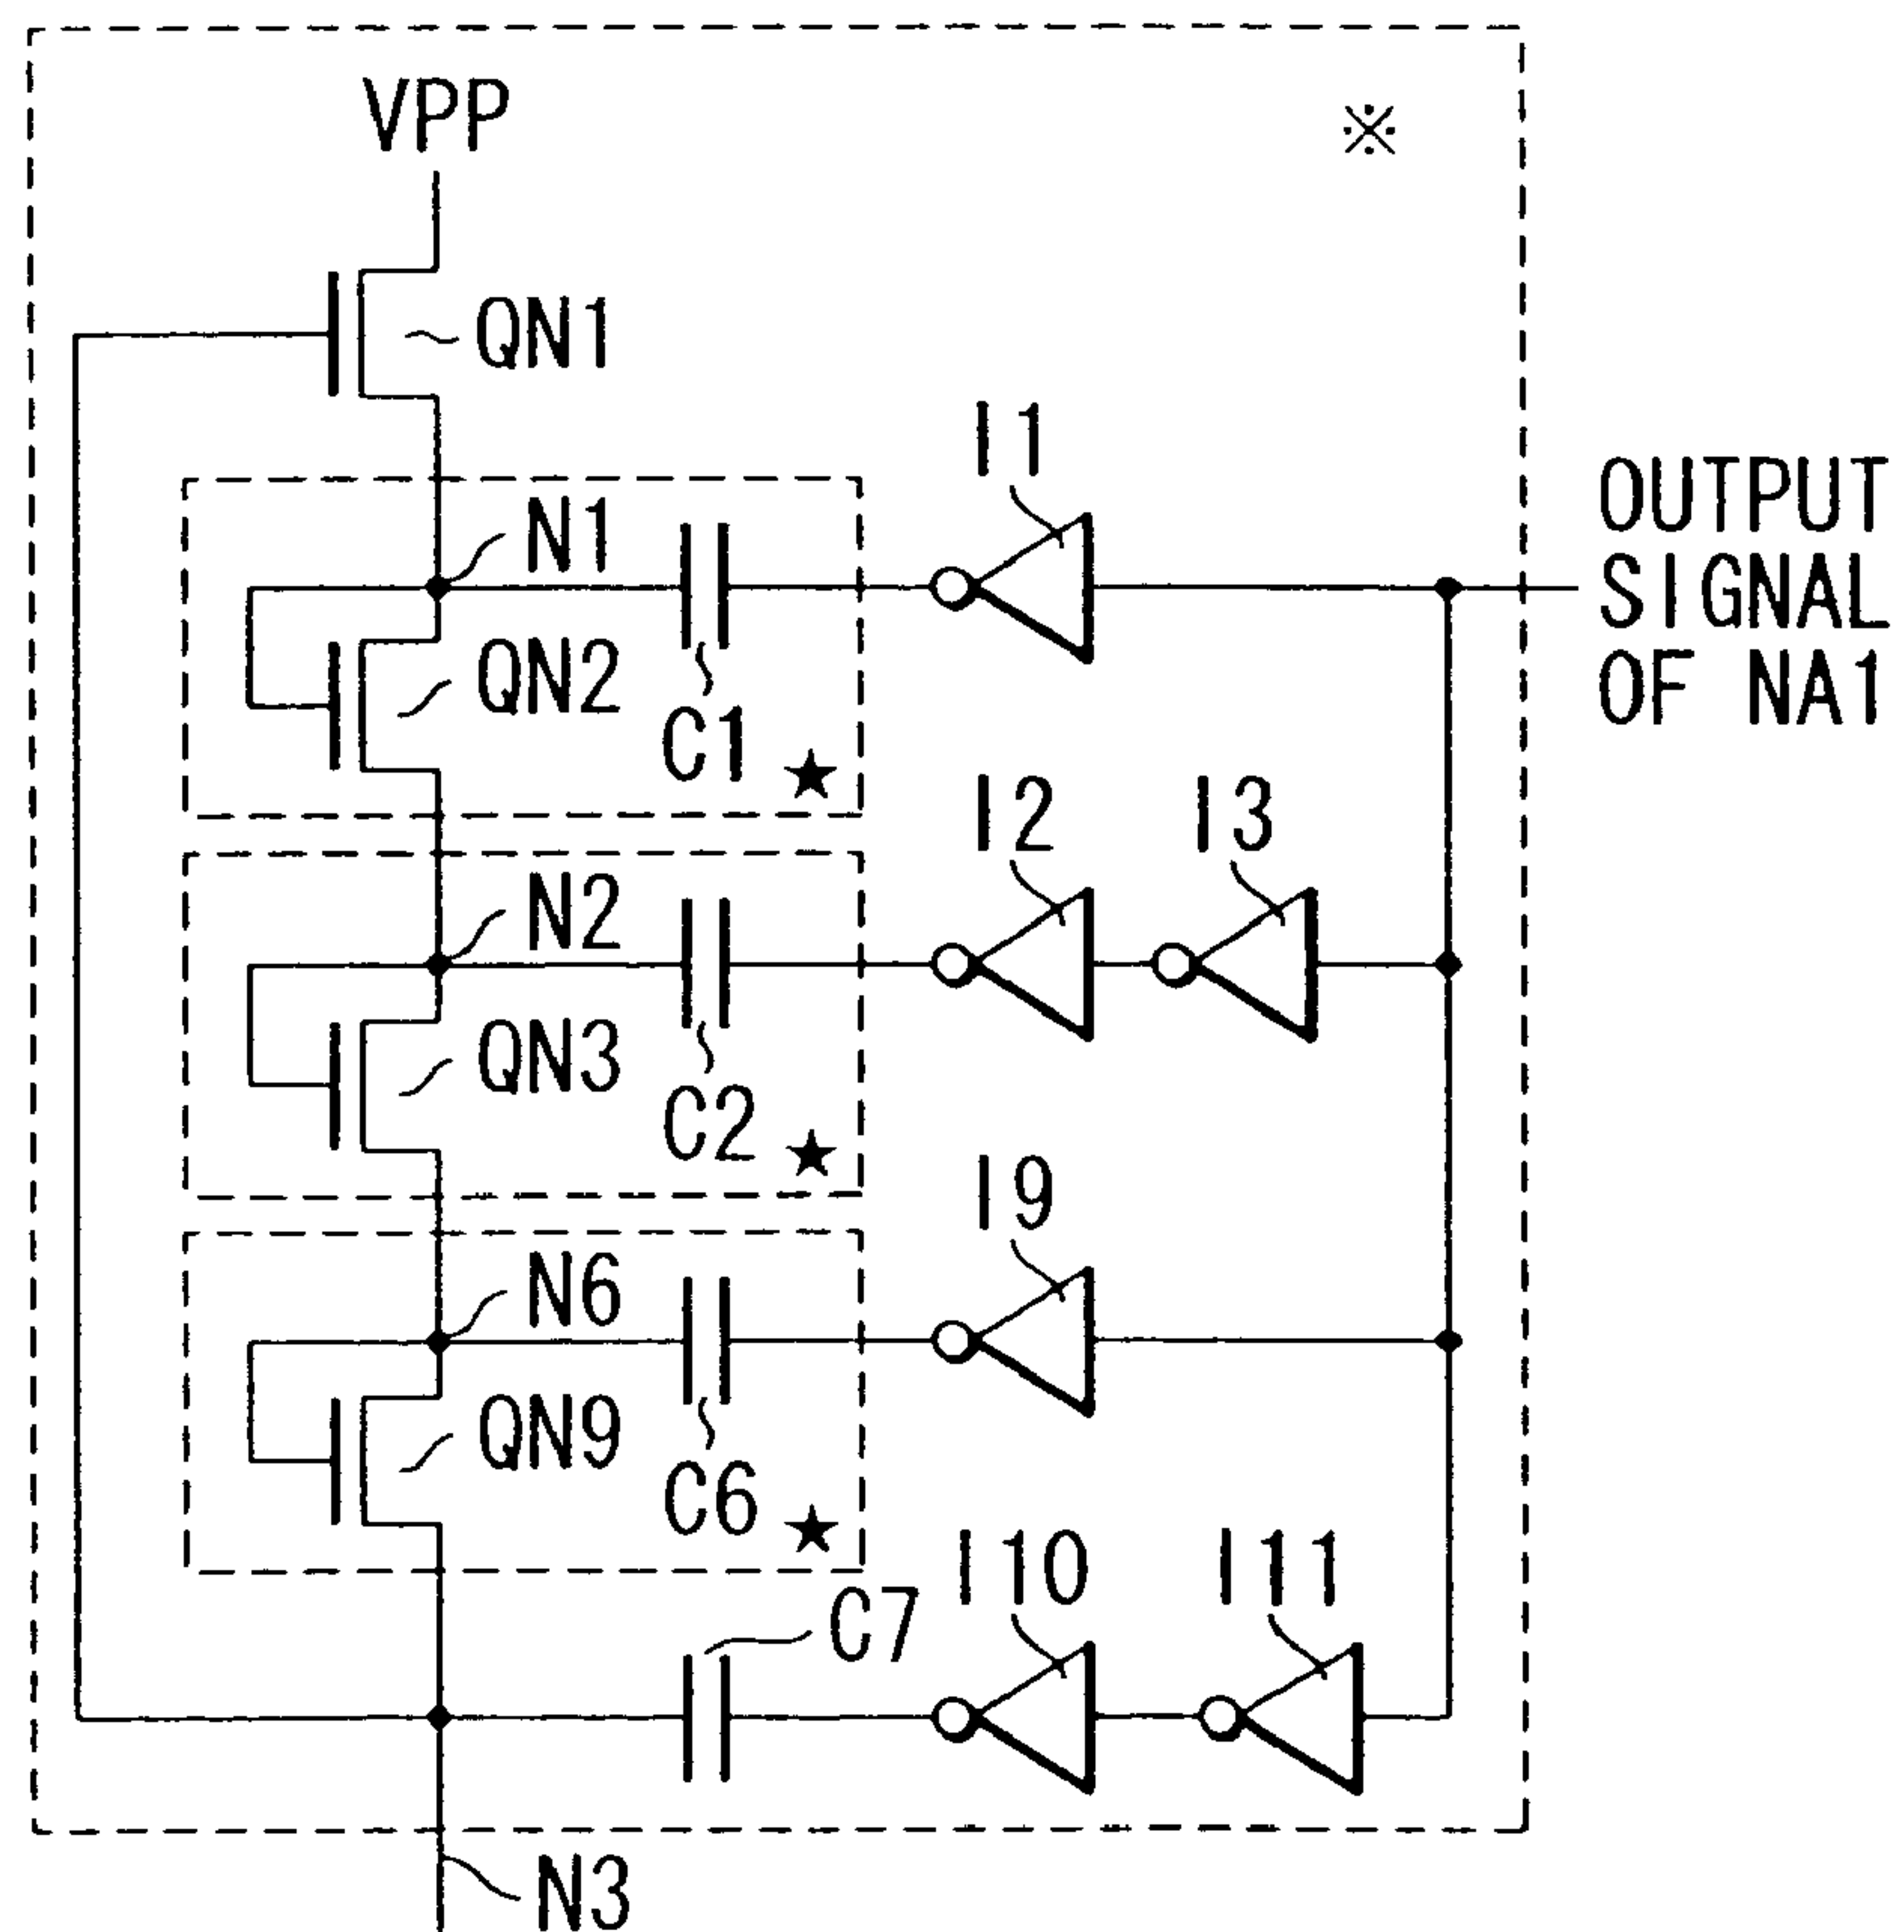 VPP
※
QN1
I1
N1
OUTPUT
SIGNAL
OF NA1
QN2
C1 ★
I2
I3
N2
QN3
C2 ★
I9
N6
QN9
C6 ★
I10
I11
C7
N3